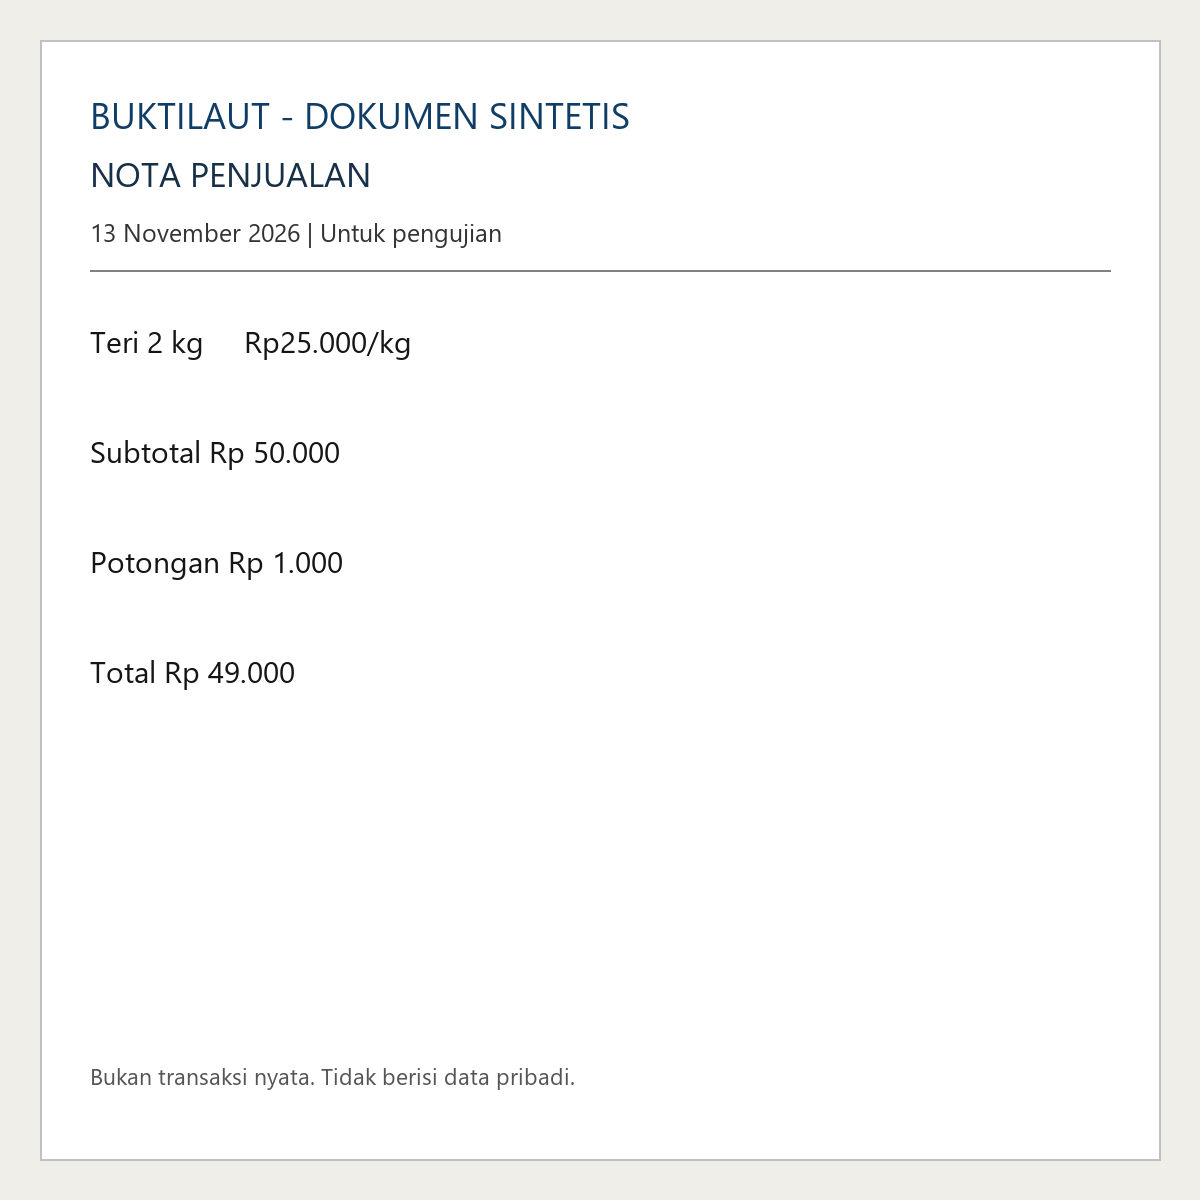 BUKTILAUT - DOKUMEN SINTETIS
NOTA PENJUALAN
13 November 2026 | Untuk pengujian
Teri 2 kg     Rp25.000/kg
Subtotal Rp 50.000
Potongan Rp 1.000
Total Rp 49.000
Bukan transaksi nyata. Tidak berisi data pribadi.